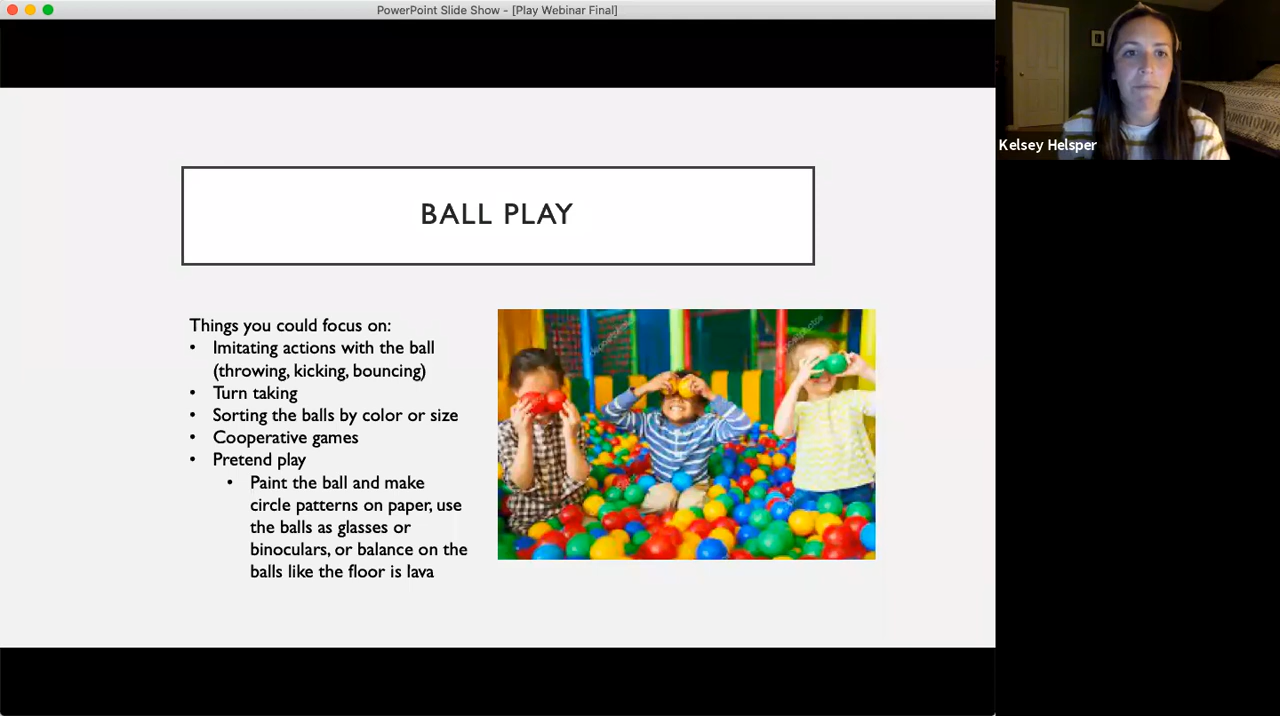 PowerPoint Slide Show - [Play Webinar Final]
Kelsey Helsper
BALL PLAY
Things you could focus on:
• Imitating actions with the ball
(throwing, kicking, bouncing)
• Turn taking
• Sorting the balls by color or size
• Cooperative games
• Pretend play
• Paint the ball and make
circle patterns on paper, use
the balls as glasses or
binoculars, or balance on the
balls like the floor is lava